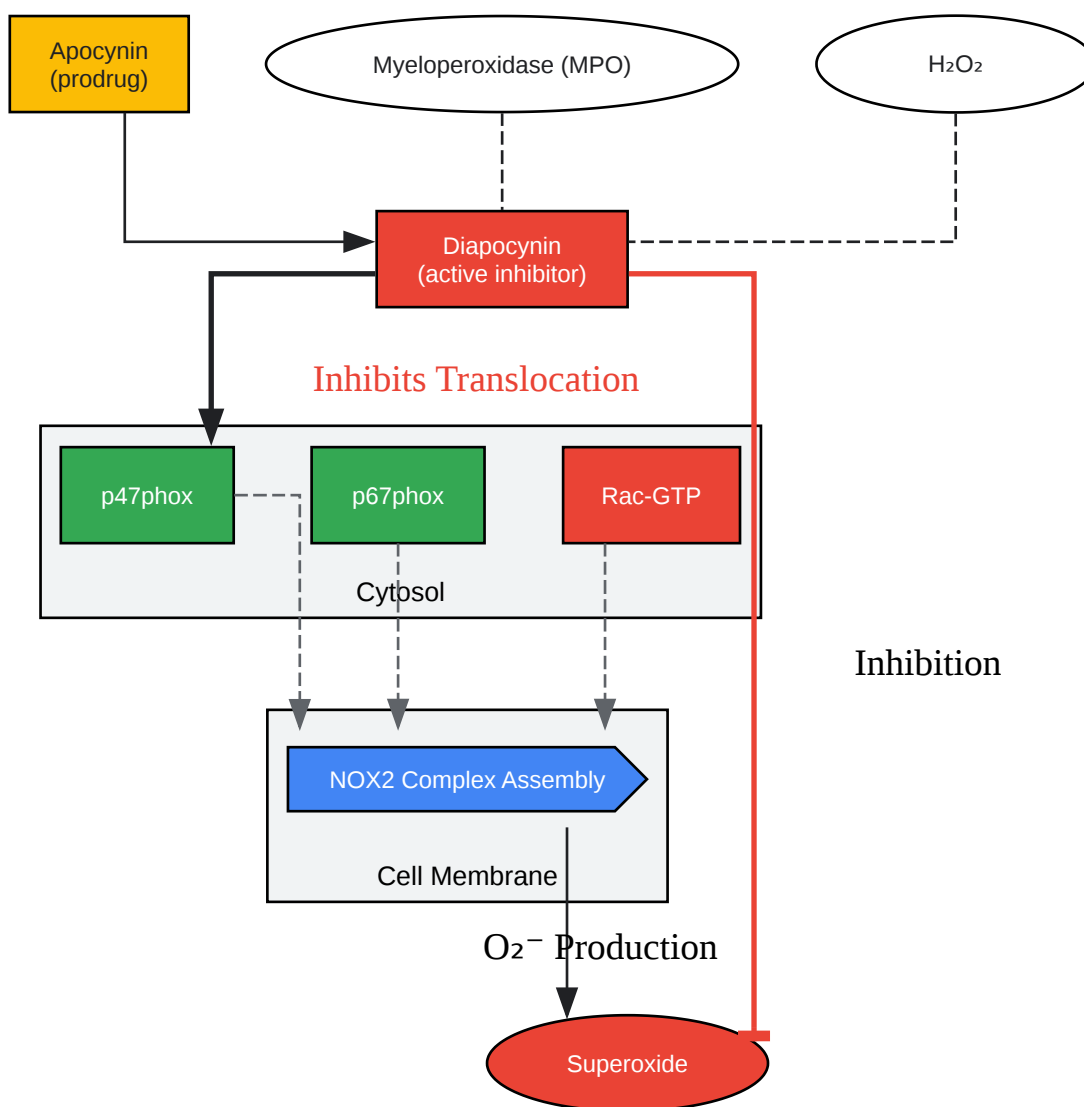 Apocynin
(prodrug)
Myeloperoxidase (MPO)
H₂O₂
Diapocynin
(active inhibitor)
Inhibits Translocation
p47phox
p67phox
Rac-GTP
Cytosol
Inhibition
NOX2 Complex Assembly
Cell Membrane
O₂⁻ Production
Superoxide